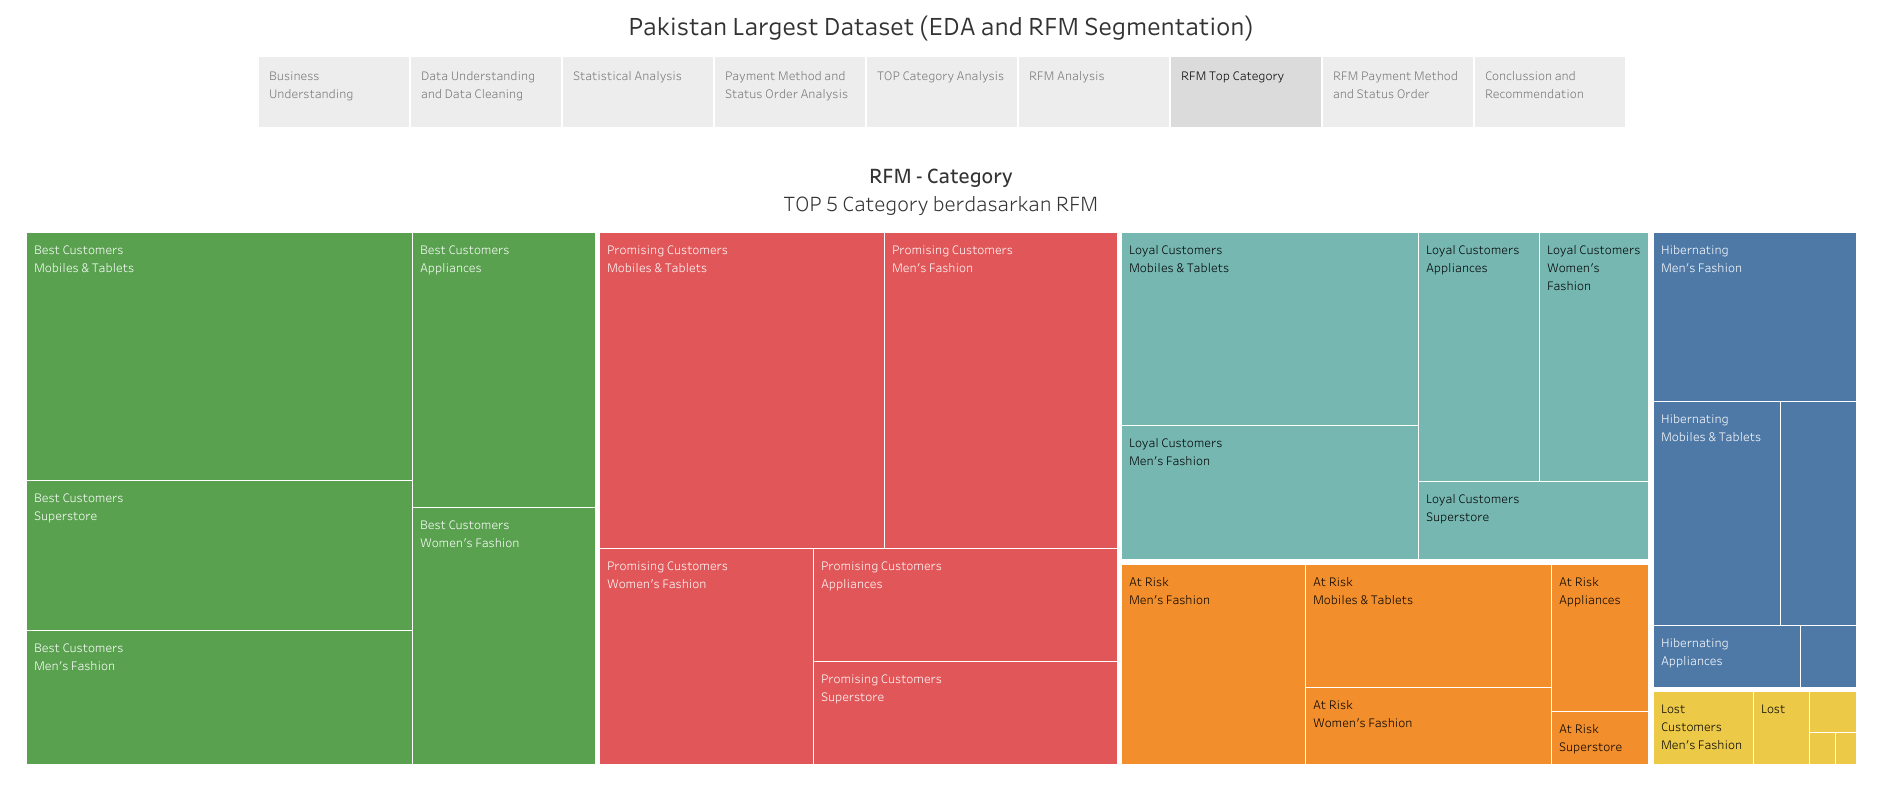 Pakistan Largest Dataset (EDA and RFM Segmentation)
Business
Understanding
Data Understanding
and Data Cleaning
Statistical Analysis
Payment Method and
Status Order Analysis
TOP Category Analysis
RFM Analysis
RFM Top Category
RFM Payment Method
and Status Order
Conclussion and
Recommendation
RFM - Category
TOP 5 Category berdasarkan RFM
Best Customers
Mobiles & Tablets
Best Customers
Superstore
Best Customers
Men's Fashion
Best Customers
Appliances
Best Customers
Women's Fashion
Promising Customers
Mobiles & Tablets
Promising Customers
Men's Fashion
Promising Customers
Women's Fashion
Promising Customers
Appliances
Promising Customers
Superstore
Loyal Customers
Mobiles & Tablets
Loyal Customers
Men's Fashion
Loyal Customers
Appliances
Loyal Customers
Women's
Fashion
Loyal Customers
Superstore
At Risk
Men's Fashion
At Risk
Mobiles & Tablets
At Risk
Women's Fashion
At Risk
Appliances
At Risk
Superstore
Hibernating
Men's Fashion
Hibernating
Mobiles & Tablets
Hibernating
Appliances
Lost
Customers
Men's Fashion
Lost